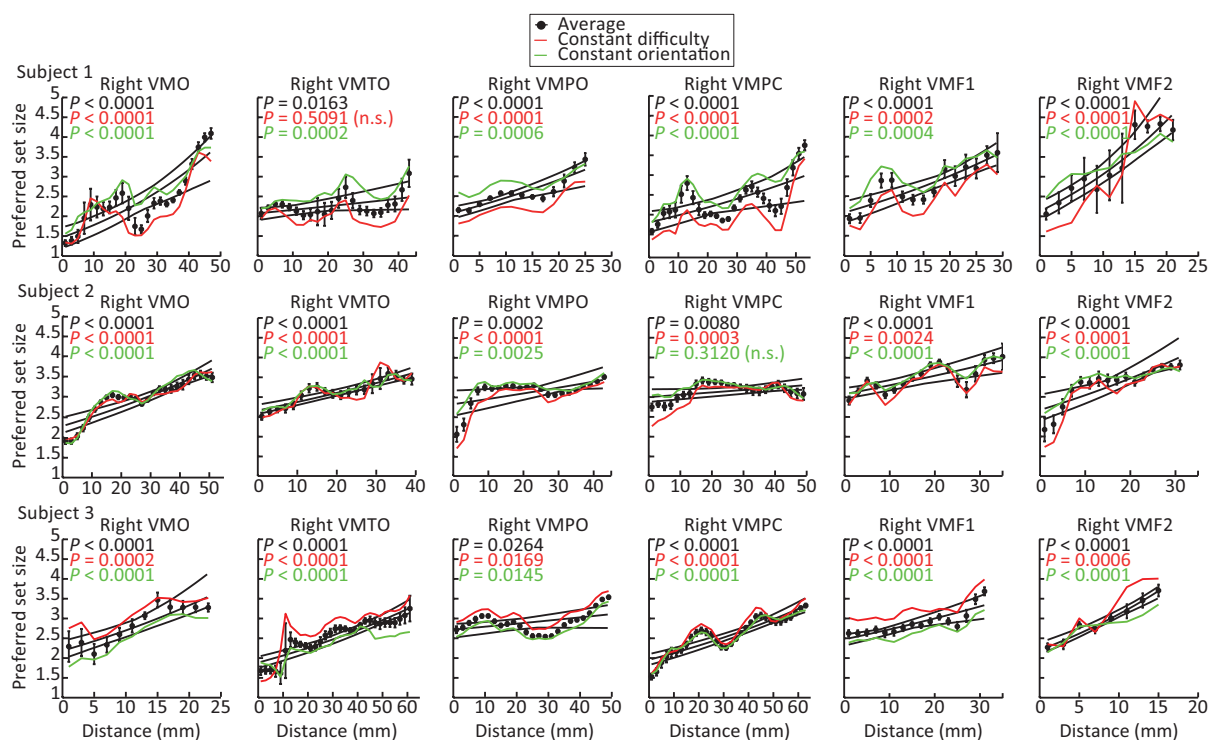 Average
Constant difficulty
Constant orientation
Subject 1
Right VMO
Right VMTO
Right VMPO
Right VMPC
Right VMF1
Right VMF2
Preferred set size
5
4.5
4
3.5
3
2.5
2
1.5
1
P < 0.0001
P < 0.0001
P < 0.0001
0 10 20 30 40 50
P = 0.0163
P = 0.5091 (n.s.)
P = 0.0002
0 10 20 30 40
P < 0.0001
P < 0.0001
P = 0.0006
0 5 10 15 20 25 30
P < 0.0001
P < 0.0001
P < 0.0001
0 10 20 30 40 50
P < 0.0001
P = 0.0002
P = 0.0004
0 5 10 15 20 25 30
P < 0.0001
P < 0.0001
P < 0.0001
0 5 10 15 20 25
Subject 2
Right VMO
Right VMTO
Right VMPO
Right VMPC
Right VMF1
Right VMF2
Preferred set size
5
4.5
4
3.5
3
2.5
2
1.5
1
P < 0.0001
P < 0.0001
P < 0.0001
0 10 20 30 40 50
P < 0.0001
P < 0.0001
P < 0.0001
0 10 20 30 40
P = 0.0002
P < 0.0001
P = 0.0025
0 10 20 30 40
P = 0.0080
P = 0.0003
P = 0.3120 (n.s.)
0 10 20 30 40 50
P < 0.0001
P = 0.0024
P < 0.0001
0 10 20 30
P < 0.0001
P < 0.0001
P < 0.0001
0 10 20 30
Subject 3
Right VMO
Right VMTO
Right VMPO
Right VMPC
Right VMF1
Right VMF2
Preferred set size
5
4.5
4
3.5
3
2.5
2
1.5
1
P < 0.0001
P = 0.0002
P < 0.0001
0 5 10 15 20 25
P < 0.0001
P < 0.0001
P < 0.0001
0 10 20 30 40 50 60
P = 0.0264
P = 0.0169
P = 0.0145
0 10 20 30 40 50
P < 0.0001
P < 0.0001
P < 0.0001
0 10 20 30 40 50 60
P < 0.0001
P < 0.0001
P < 0.0001
0 10 20 30
P < 0.0001
P = 0.0006
P < 0.0001
0 5 10 15 20
Distance (mm)
Distance (mm)
Distance (mm)
Distance (mm)
Distance (mm)
Distance (mm)